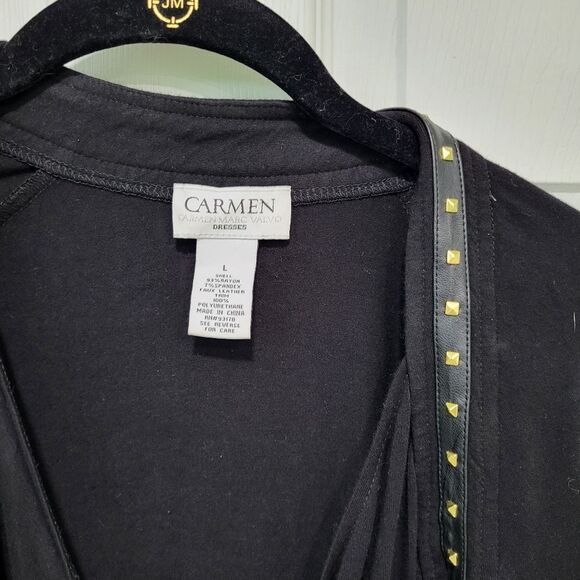 JM
CARMEN
CARMEN MARC VALVO
DRESSES
L
SHELL
93%RAYON
7%SPANDEX
FAUX LEATHER
TRIM
100%
POLYURETHANE
MADE IN CHINA
RN#93170
SEE REVERSE
FOR CARE